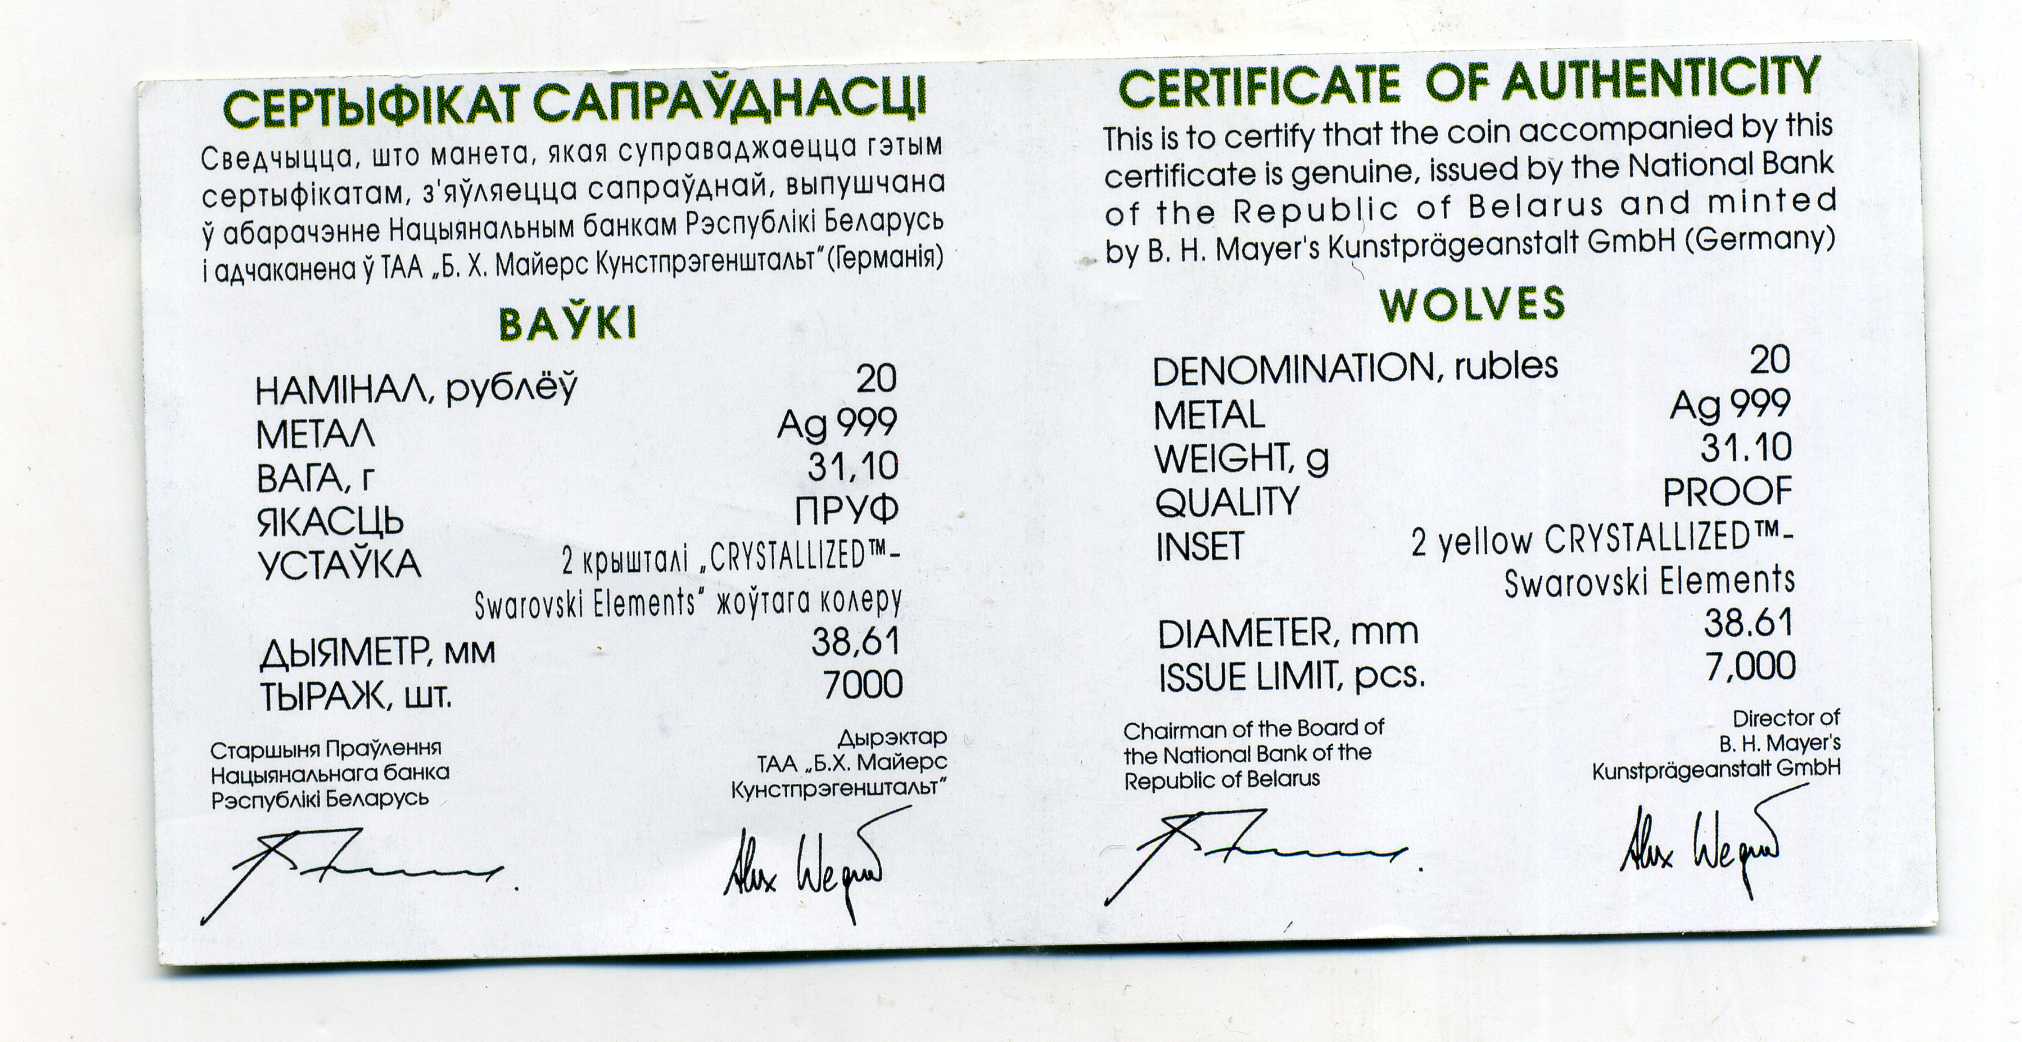 СЕРТЫФІКАТ САПРАЎДНАСЦІ
Сведчыцца, што манета, якая суправаджаецца гэтым
сертыфікатам, з'яўляецца сапраўднай, выпушчана
ў абарачэнне Нацыянальным банкам Рэспублікі Беларусь
і адчаканена ў ТАА „Б. Х. Майерс Кунстпрэгенштальт“(Германія)
ВАЎКІ
НАМІНАЛ, рублёў 20
МЕТАЛ Ag 999
ВАГА, г 31,10
ЯКАСЦЬ ПРУФ
УСТАЎКА 2 крышталі „CRYSTALLIZED™–
Swarovski Elements“ жоўтага колеру
ДЫЯМЕТР, мм 38,61
ТЫРАЖ, шт. 7000
Старшыня Праўлення
Нацыянальнага банка
Рэспублікі Беларусь
Дырэктар
ТАА „Б.Х. Майерс
Кунстпрэгенштальт“
Alex
CERTIFICATE OF AUTHENTICITY
This is to certify that the coin accompanied by this
certificate is genuine, issued by the National Bank
of the Republic of Belarus and minted
by B. H. Mayer's Kunstprägeanstalt GmbH (Germany)
WOLVES
DENOMINATION, rubles 20
METAL Ag 999
WEIGHT, g 31.10
QUALITY PROOF
INSET 2 yellow CRYSTALLIZED™–
Swarovski Elements
DIAMETER, mm 38.61
ISSUE LIMIT, pcs. 7,000
Chairman of the Board of
the National Bank of the
Republic of Belarus
Director of
B. H. Mayer's
Kunstprägeanstalt GmbH
Alex